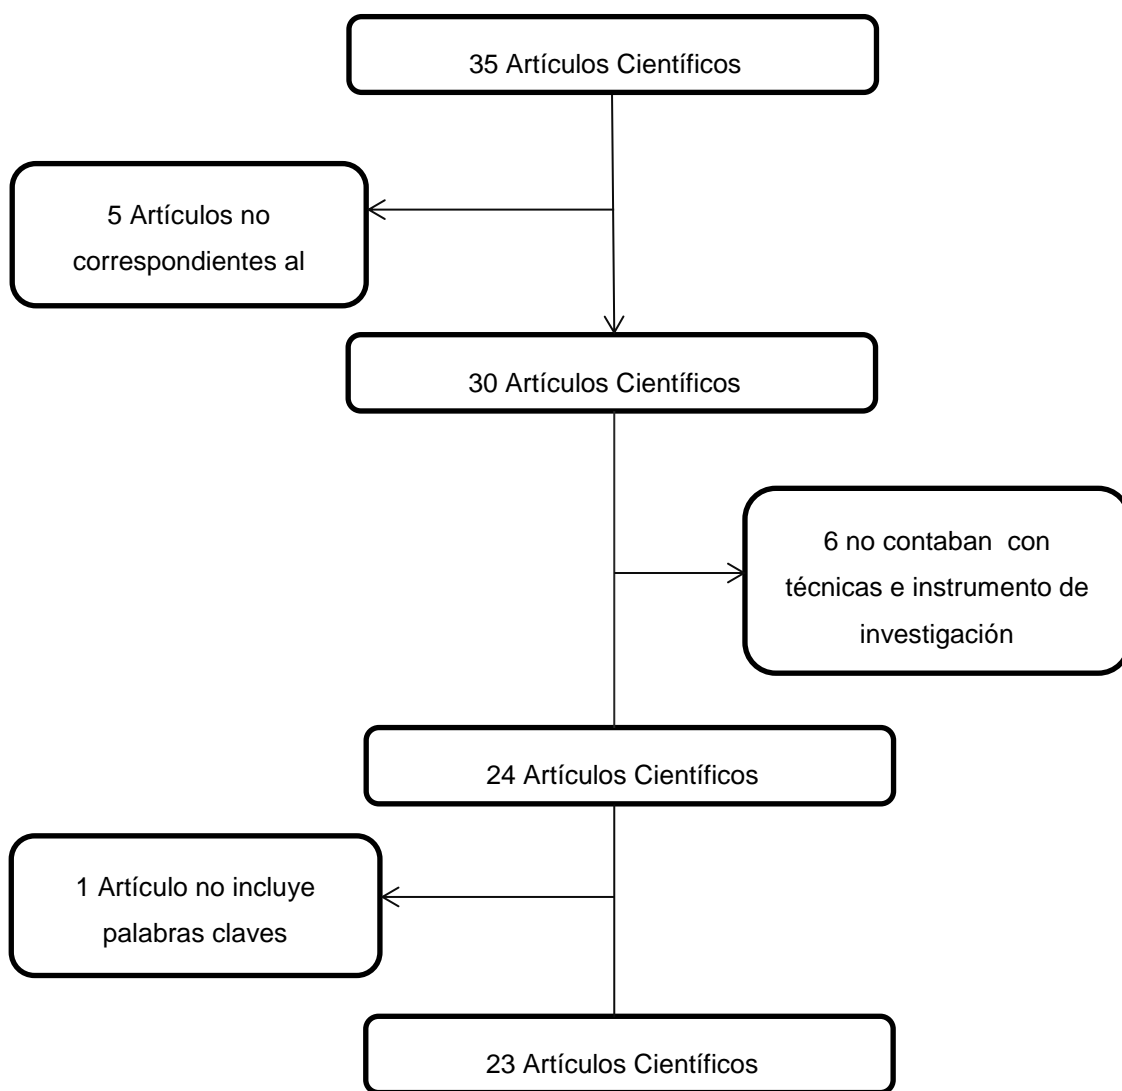 35 Artículos Científicos
5 Artículos no
correspondientes al
30 Artículos Científicos
6 no contaban con
técnicas e instrumento de
investigación
24 Artículos Científicos
1 Artículo no incluye
palabras claves
23 Artículos Científicos